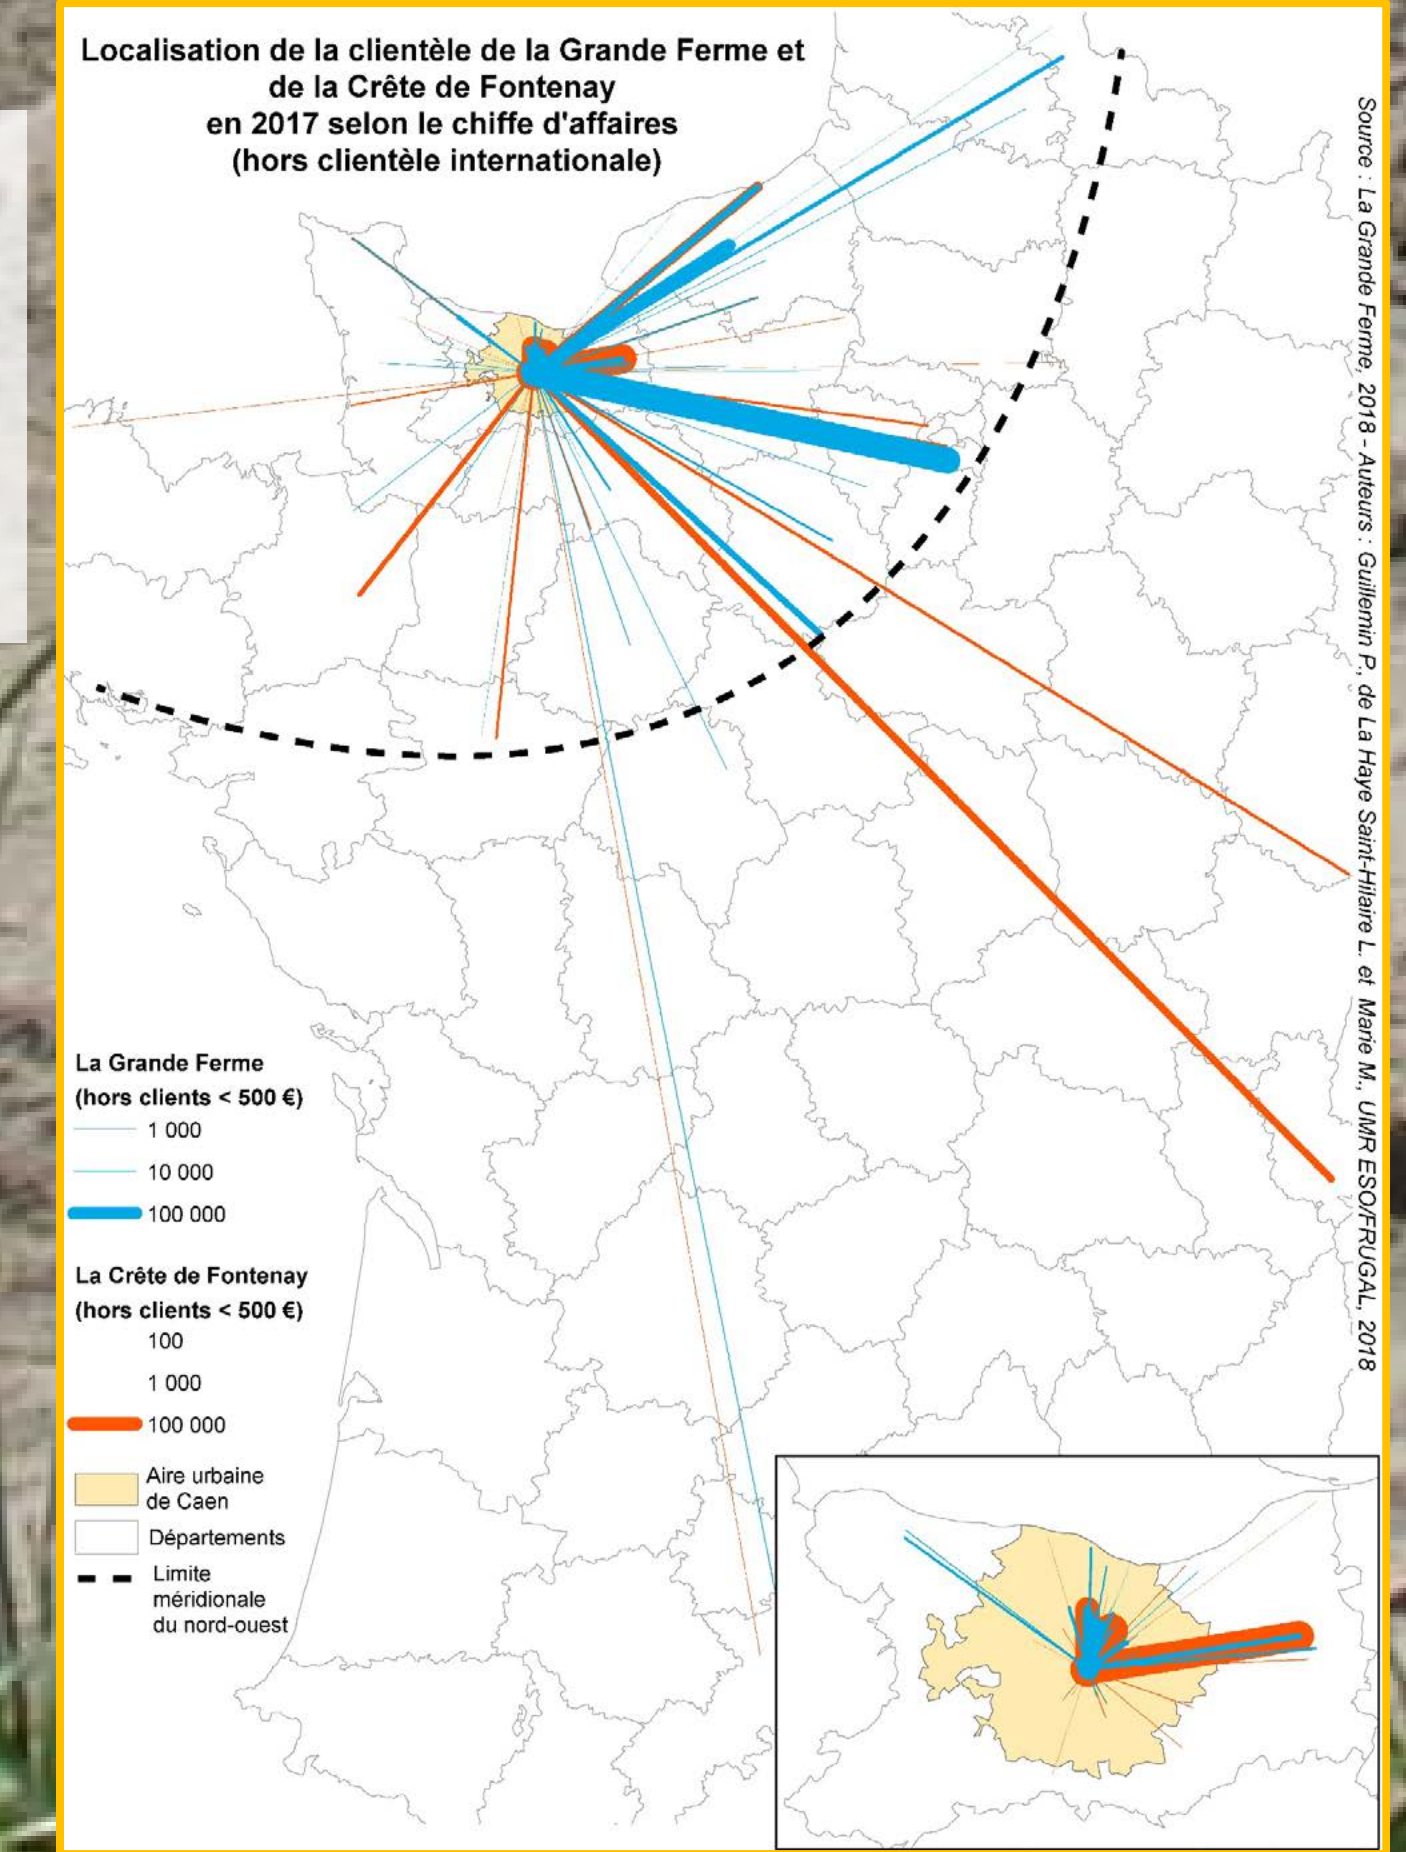 Localisation de la clientèle de la Grande Ferme et
de la Crête de Fontenay
en 2017 selon le chiffe d'affaires
(hors clientèle internationale)
Source : La Grande Ferme, 2018 - Auteurs : Guillemin P., de La Haye Saint-Hilaire L. et Marie M., UMR ESO/FRUGAL, 2018
La Grande Ferme
(hors clients < 500 €)
1 000
10 000
100 000
La Crête de Fontenay
(hors clients < 500 €)
100
1 000
100 000
Aire urbaine
de Caen
Départements
Limite
méridionale
du nord-ouest